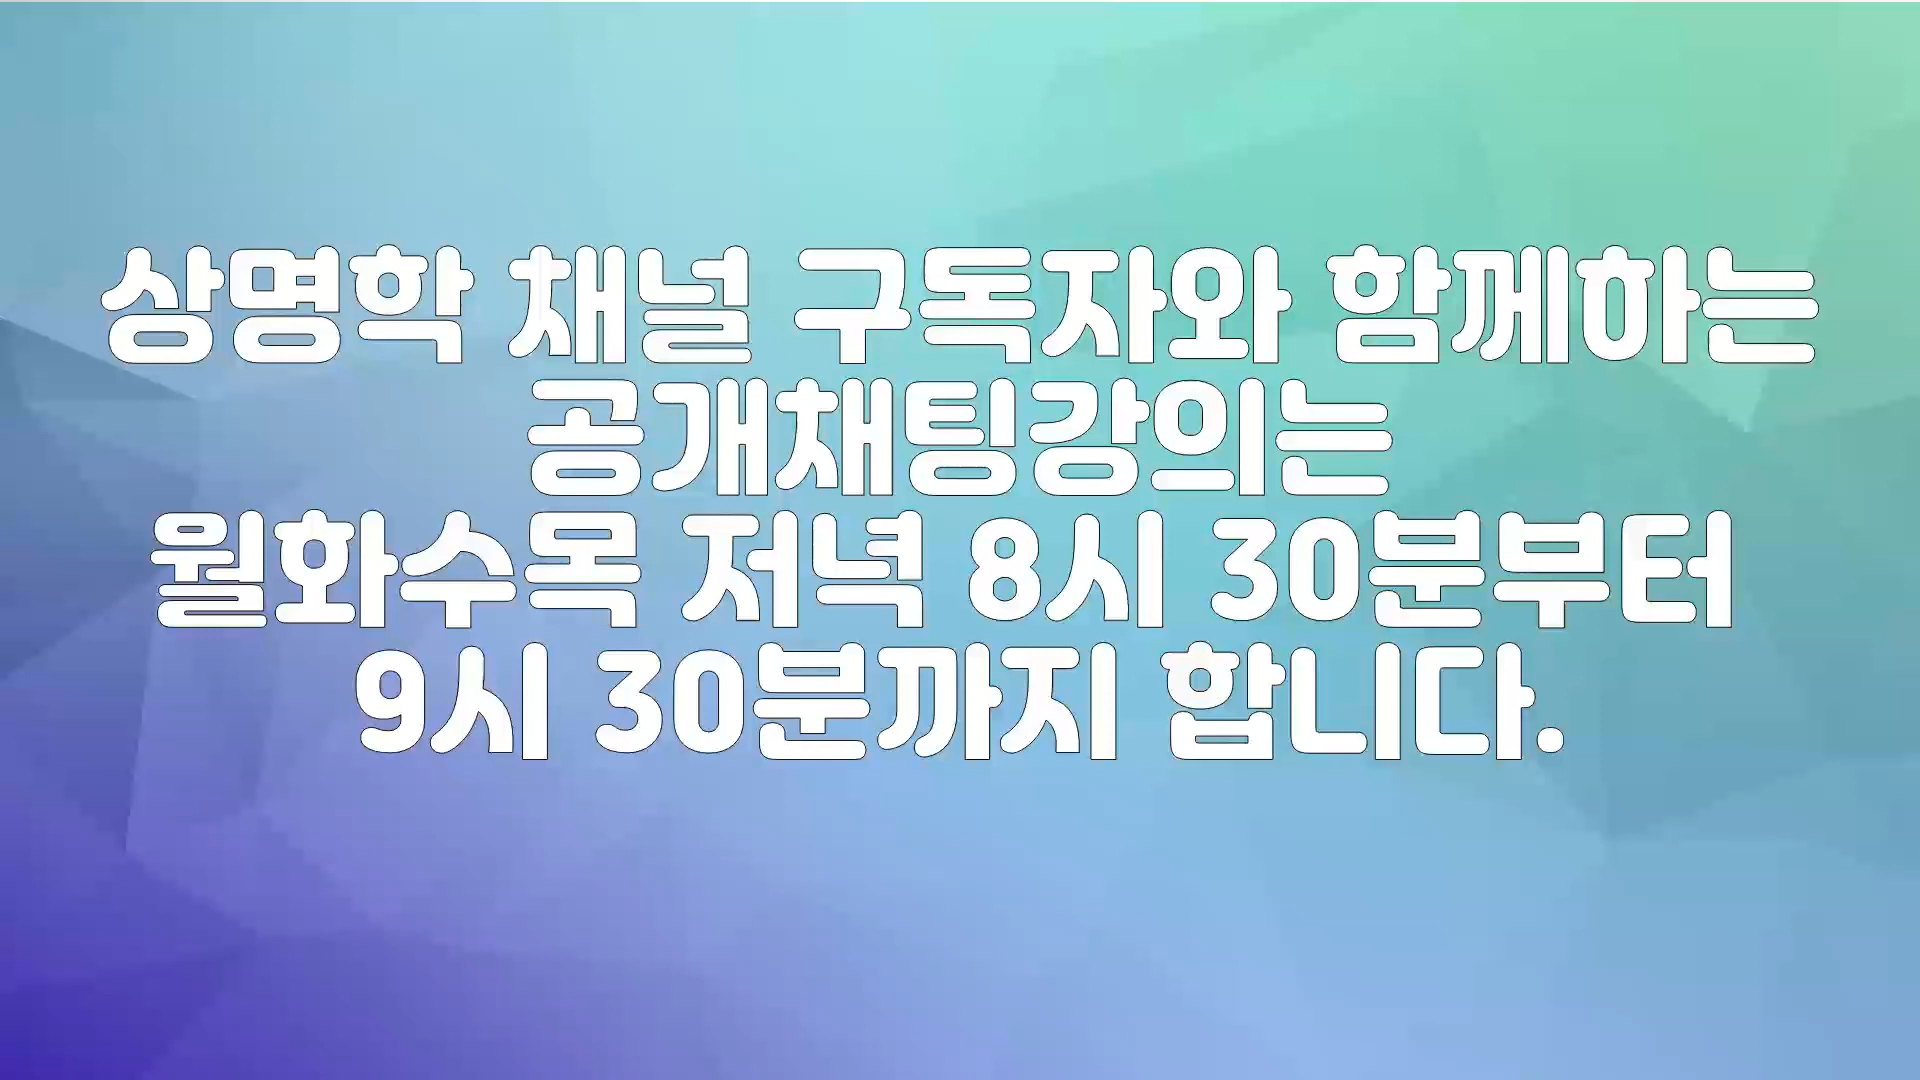 상명학 채널 구독자와 함께하는
공개채팅강의는
월화수목 저녁 8시 30분부터
9시 30분까지 합니다.